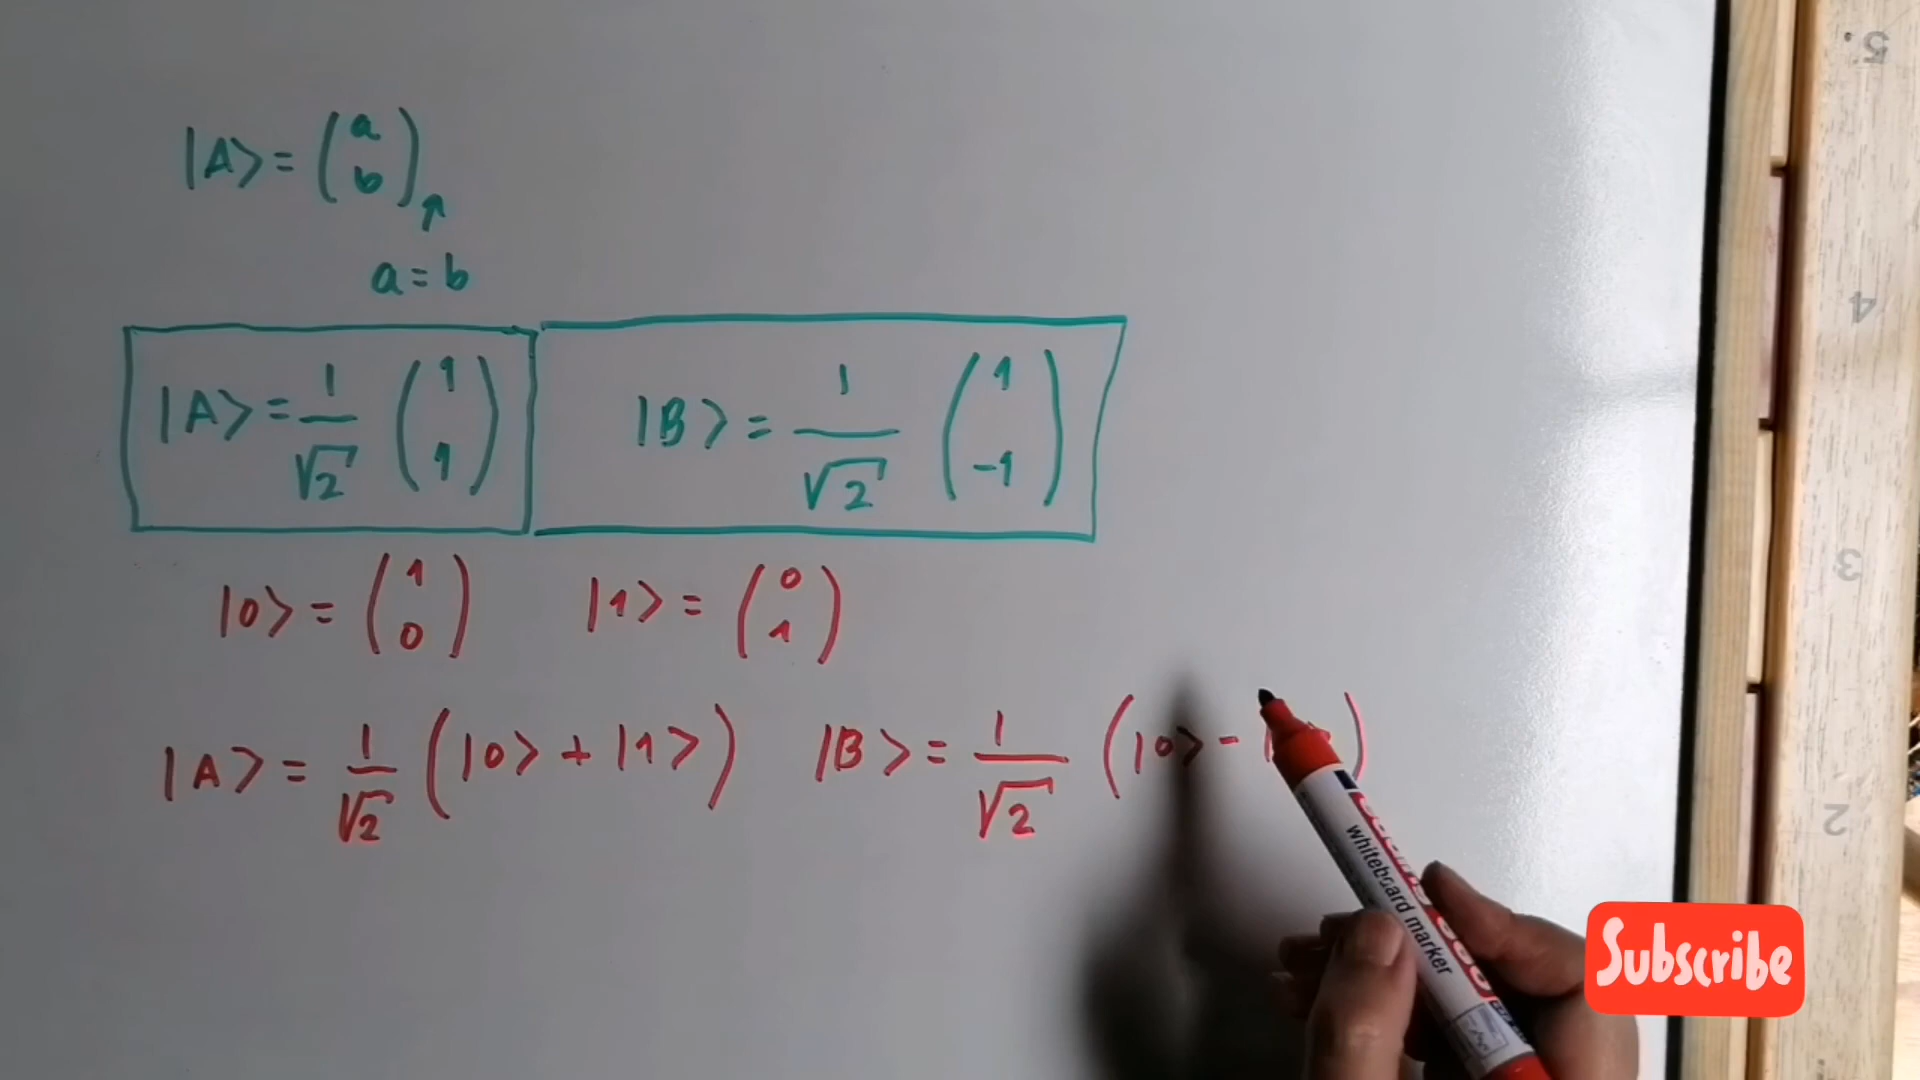 |A> = (a b)
a = b
|A> = 1/√2 (1 1) |B> = 1/√2 (1 -1)
|0> = (1 0) |1> = (0 1)
|A> = 1/√2 (|0> + |1>) |B> = 1/√2 (|0> - )
whiteboard marker
Subscribe
5.
4
3
2